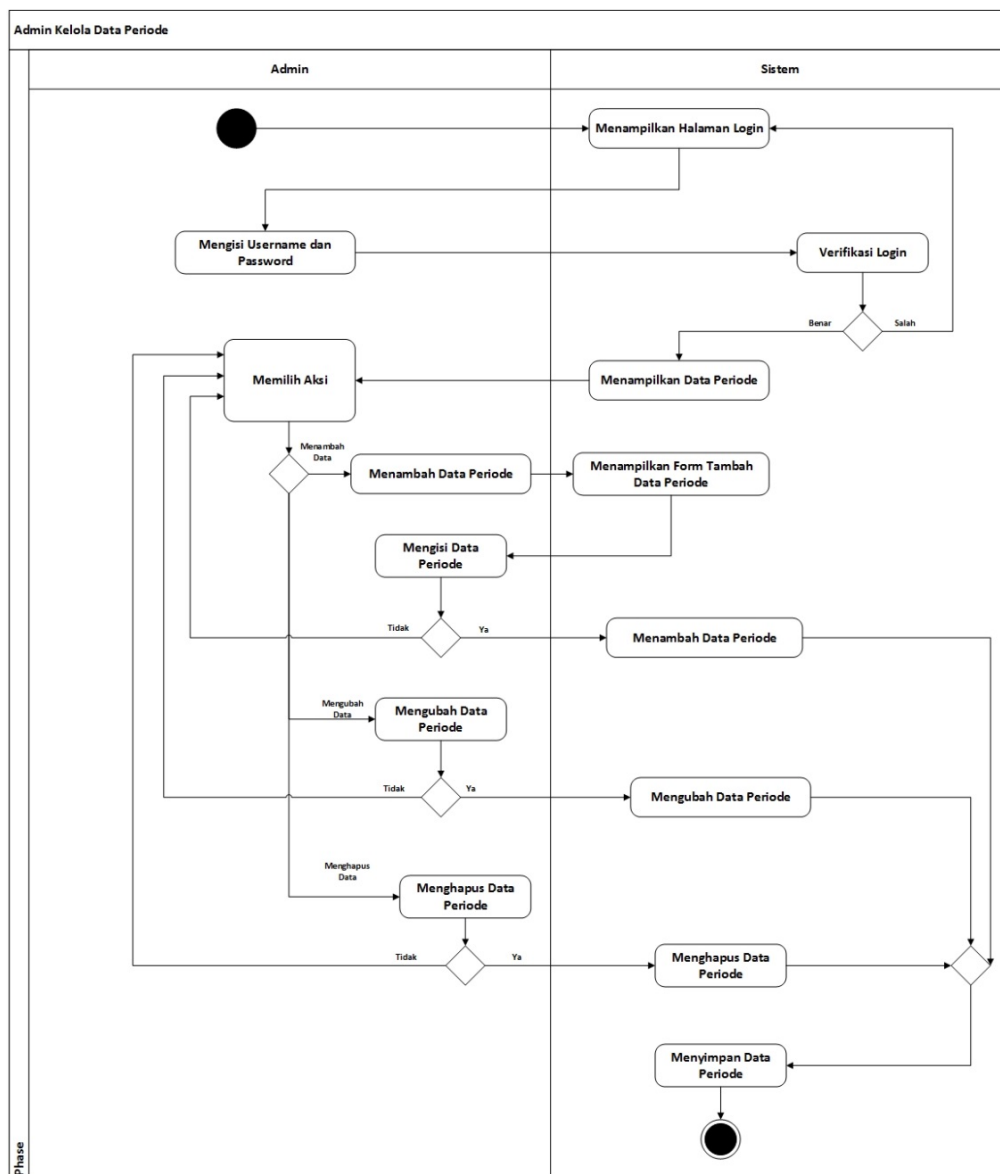 Admin Kelola Data Periode
Admin
Sistem
Menampilkan Halaman Login
Mengisi Username dan
Password
Verifikasi Login
Benar
Salah
Memilih Aksi
Menampilkan Data Periode
Menambah
Data
Menambah Data Periode
Menampilkan Form Tambah
Data Periode
Mengisi Data
Periode
Tidak
Ya
Menambah Data Periode
Mengubah
Data
Mengubah Data
Periode
Tidak
Ya
Mengubah Data Periode
Menghapus
Data
Menghapus Data
Periode
Tidak
Ya
Menghapus Data
Periode
Menyimpan Data
Periode
Phase